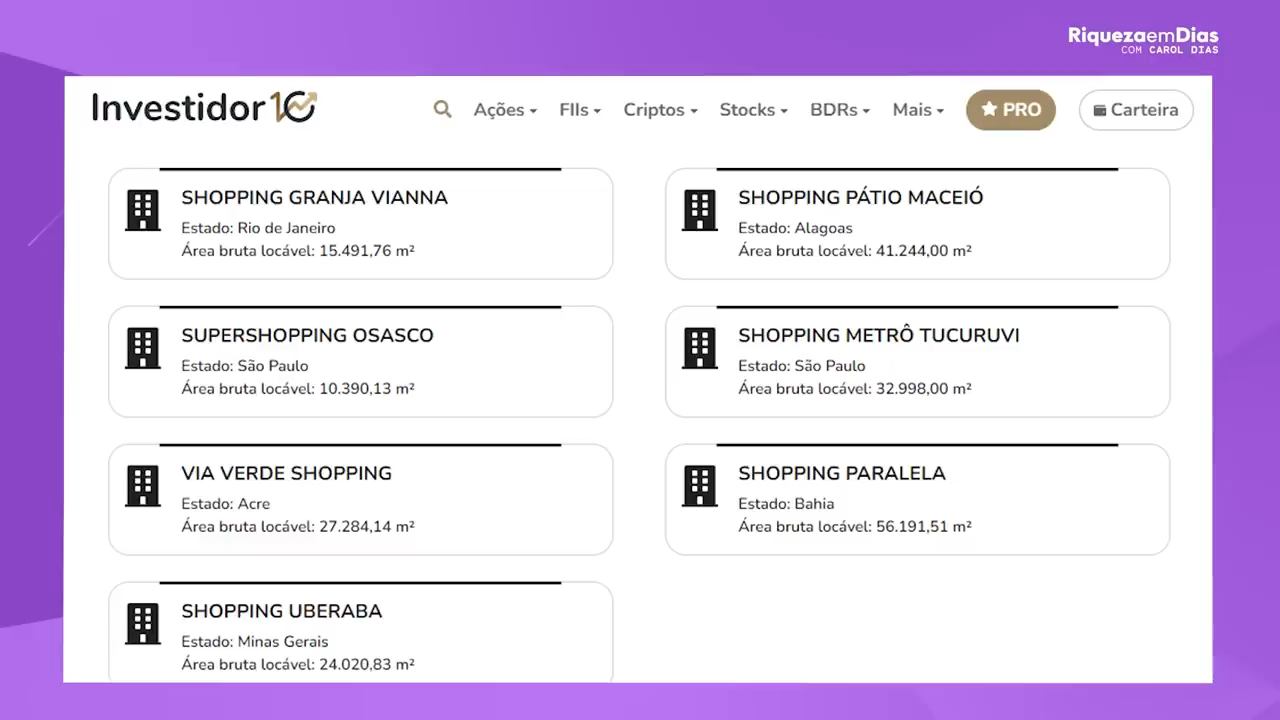 RiquezaemDias
COM CAROL DIAS
Investidor10
Ações
FIIs
Criptos
Stocks
BDRs
Mais
PRO
Carteira
SHOPPING GRANJA VIANNA
Estado: Rio de Janeiro
Área bruta locável: 15.491,76 m²
SHOPPING PÁTIO MACEIÓ
Estado: Alagoas
Área bruta locável: 41.244,00 m²
SUPERSHOPPING OSASCO
Estado: São Paulo
Área bruta locável: 10.390,13 m²
SHOPPING METRÔ TUCURUVI
Estado: São Paulo
Área bruta locável: 32.998,00 m²
VIA VERDE SHOPPING
Estado: Acre
Área bruta locável: 27.284,14 m²
SHOPPING PARALELA
Estado: Bahia
Área bruta locável: 56.191,51 m²
SHOPPING UBERABA
Estado: Minas Gerais
Área bruta locável: 24.020,83 m²